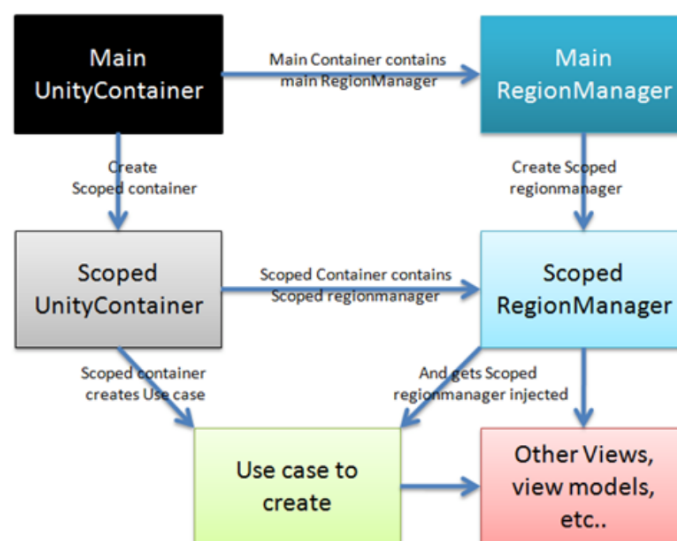 Main
UnityContainer
Main Container contains
main RegionManager
Main
RegionManager
Create
Scoped container
Create Scoped
regionmanager
Scoped
UnityContainer
Scoped Container contains
Scoped regionmanager
Scoped
RegionManager
Scoped container
creates Use case
And gets Scoped
regionmanager injected
Use case to
create
Other Views,
view models,
etc..